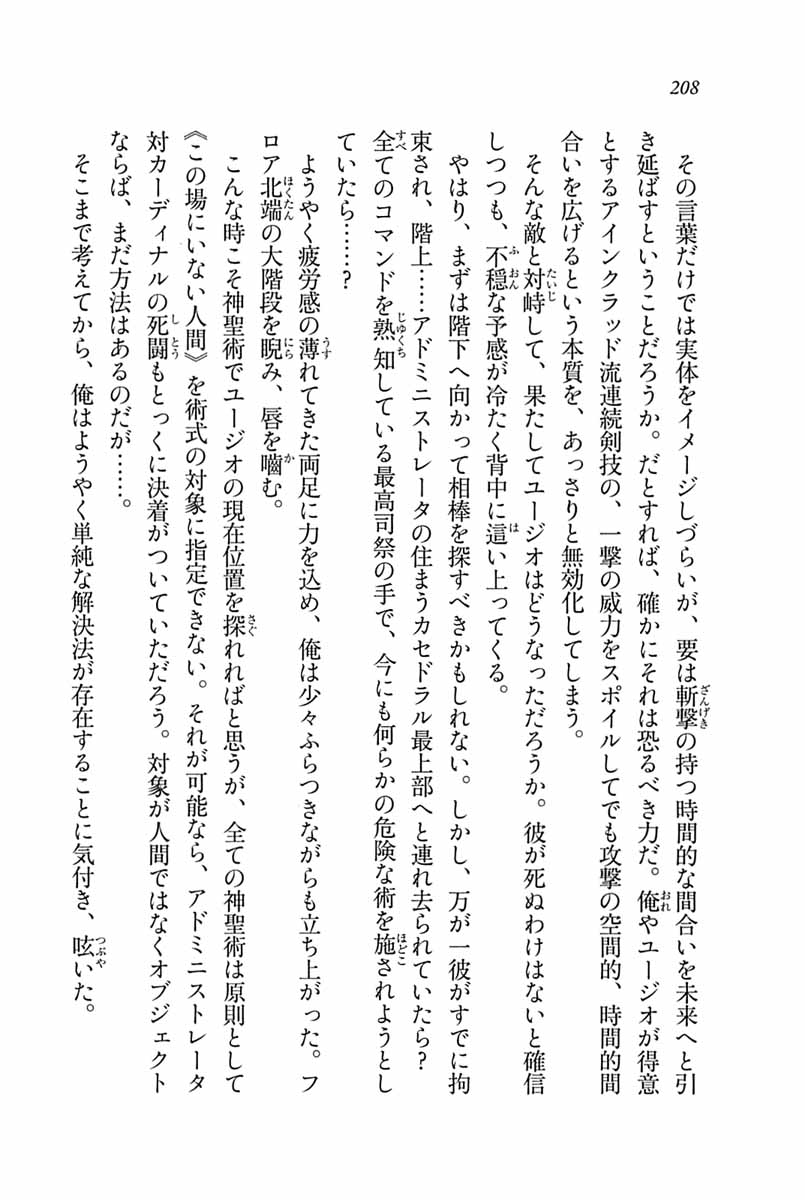 208
その言葉だけでは実体をイメージしづらいが、要は斬撃の持つ時間的な間合いを未来へと引
き延ばすということだろうか。だとすれば、確かにそれは恐るべき力だ。俺やユージオが得意
とするアインクラッド流連続剣技の、一撃の威力をスポイルしてでも攻撃の空間的、時間的間
合いを広げるという本質を、あっさりと無効化してしまう。
そんな敵と対峙して、果たしてユージオはどうなっただろうか。彼が死ぬわけはないと確信
しつつも、不穏な予感が冷たく背中に這い上ってくる。
やはり、まずは階下へ向かって相棒を探すべきかもしれない。しかし、万が一彼がすでに拘
束され、階上……アドミニストレータの住まうカセドラル最上部へと連れ去られていたら？
全てのコマンドを熟知している最高司祭の手で、今にも何らかの危険な術を施されようとし
ていたら……？
ようやく疲労感の薄れてきた両足に力を込め、俺は少々ふらつきながらも立ち上がった。フ
ロア北端の大階段を睨み、唇を噛む。
こんな時こそ神聖術でユージオの現在位置を探れればと思うが、全ての神聖術は原則として
《この場にいない人間》を術式の対象に指定できない。それが可能なら、アドミニストレータ
対カーディナルの死闘もとっくに決着がついていただろう。対象が人間ではなくオブジェクト
ならば、まだ方法はあるのだが……。
そこまで考えてから、俺はようやく単純な解決法が存在することに気付き、呟いた。